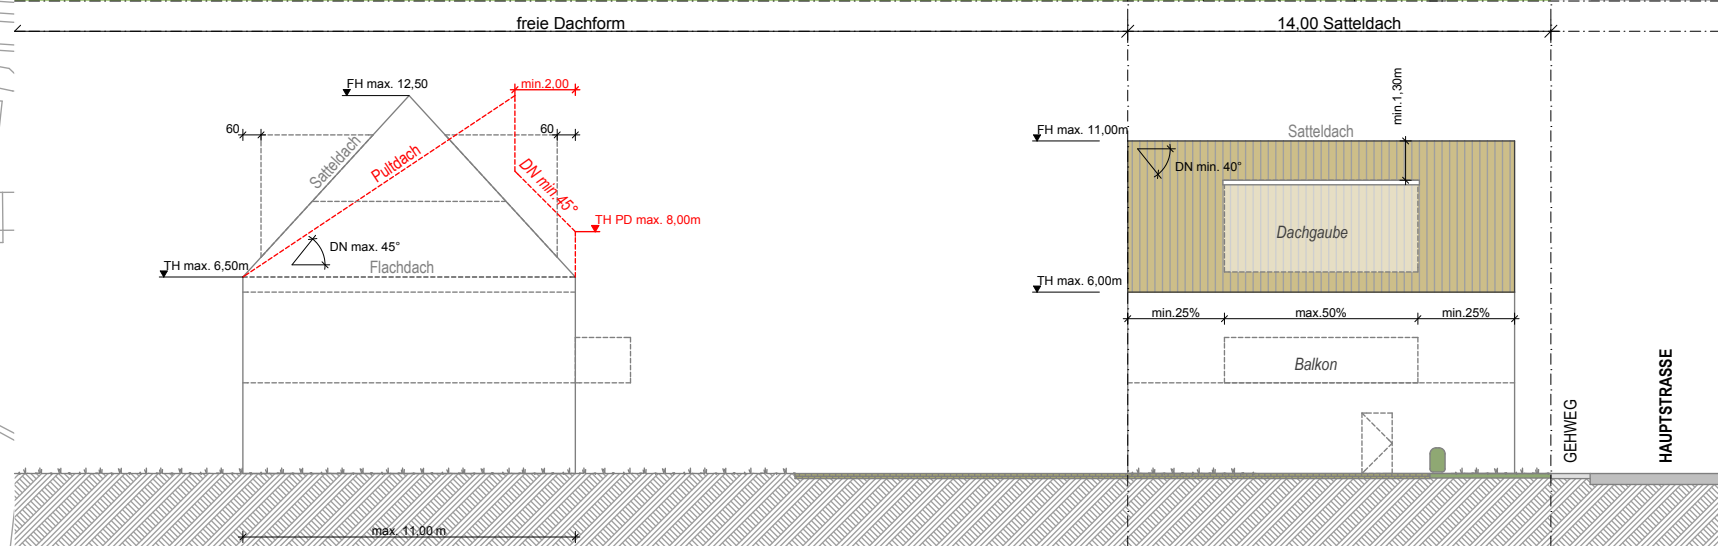 freie Dachform
14,00 Satteldach
FH max. 12,50
min.2,00
60
60
Satteldach
Pultdach
DN min.45°
TH PD max. 8,00m
DN max. 45°
TH max. 6,50m
Flachdach
max. 11,00 m
min.1,30m
FH max. 11,00m
Satteldach
DN min. 40°
Dachgaube
TH max. 6,00m
min.25%
max.50%
min.25%
Balkon
GEHWEG
HAUPTSTRASSE